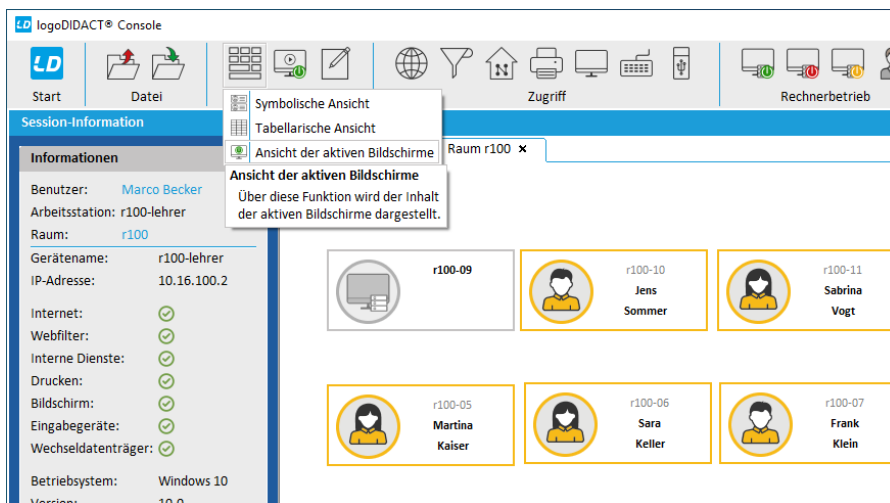 LD logoDIDACT® Console
LD
Start
Datei
Zugriff
Rechnerbetrieb
Symbolische Ansicht
Tabellarische Ansicht
Ansicht der aktiven Bildschirme
Ansicht der aktiven Bildschirme
Über diese Funktion wird der Inhalt
der aktiven Bildschirme dargestellt.
Session-Information
Informationen
Benutzer: Marco Becker
Arbeitsstation: r100-lehrer
Raum: r100
Gerätename: r100-lehrer
IP-Adresse: 10.16.100.2
Internet:
Webfilter:
Interne Dienste:
Drucken:
Bildschirm:
Eingabegeräte:
Wechseldatenträger:
Betriebsystem: Windows 10
Version: 10.0
Raum r100 ×
r100-09
r100-10
Jens
Sommer
r100-11
Sabrina
Vogt
r100-05
Martina
Kaiser
r100-06
Sara
Keller
r100-07
Frank
Klein